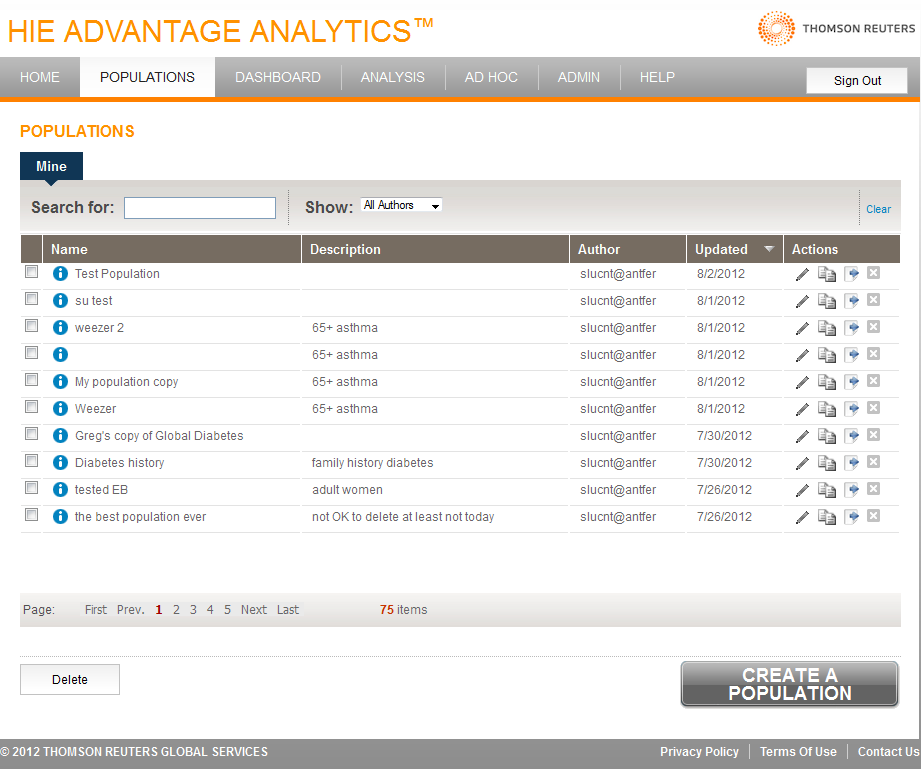 HIE ADVANTAGE ANALYTICS™
THOMSON REUTERS
HOME POPULATIONS DASHBOARD ANALYSIS AD HOC ADMIN HELP Sign Out
POPULATIONS
Mine
Search for: Show: All Authors Clear
Name Description Author Updated Actions
Test Population slucnt@antfer 8/2/2012
su test slucnt@antfer 8/1/2012
weezer 2 65+ asthma slucnt@antfer 8/1/2012
65+ asthma slucnt@antfer 8/1/2012
My population copy 65+ asthma slucnt@antfer 8/1/2012
Weezer 65+ asthma slucnt@antfer 8/1/2012
Greg's copy of Global Diabetes slucnt@antfer 7/30/2012
Diabetes history family history diabetes slucnt@antfer 7/30/2012
tested EB adult women slucnt@antfer 7/26/2012
the best population ever not OK to delete at least not today slucnt@antfer 7/26/2012
Page: First Prev. 1 2 3 4 5 Next Last 75 items
Delete
CREATE A
POPULATION
© 2012 THOMSON REUTERS GLOBAL SERVICES Privacy Policy Terms Of Use Contact Us